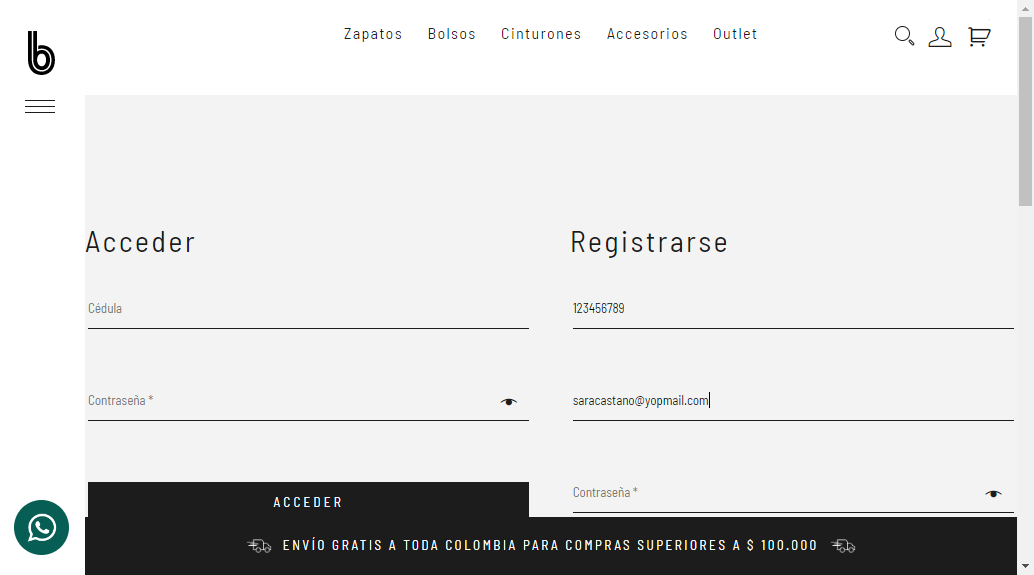 b
Zapatos Bolsos Cinturones Accesorios Outlet
Acceder
Registrarse
Cédula
123456789
Contraseña *
saracastano@yopmail.com
ACCEDER
Contraseña *
ENVÍO GRATIS A TODA COLOMBIA PARA COMPRAS SUPERIORES A $ 100.000